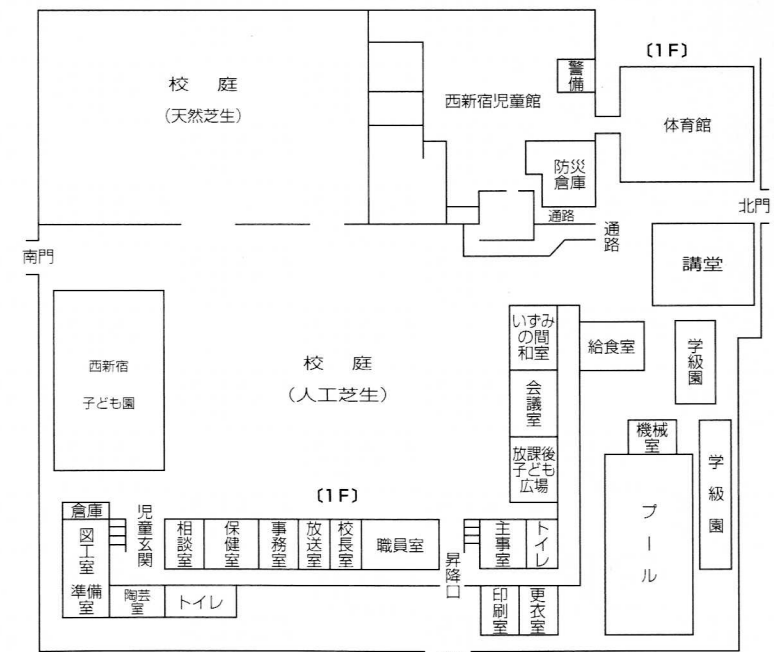 〔1F〕
校　庭
（天然芝生）
西新宿児童館
警備
体育館
防災
倉庫
通路
通路
北門
南門
講堂
西新宿
子ども園
校　庭
（人工芝生）
いずみ
の間
和室
給食室
学級園
会議室
放課後
子ども
広場
機械
室
学級園
プール
〔1F〕
倉庫
図工室
準備
室
児童玄関
相談室
保健室
事務室
放送室
校長室
職員室
昇降口
主事室
トイレ
陶芸
室
トイレ
印刷室
更衣室